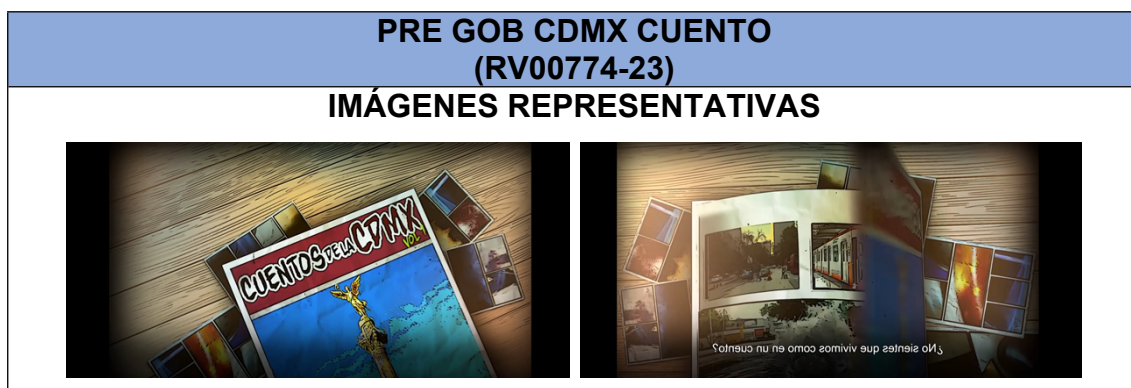 PRE GOB CDMX CUENTO
(RV00774-23)
IMÁGENES REPRESENTATIVAS
CUENTOS DE LA CDMX
VOL
¿No sientes que vivimos como en un cuento?